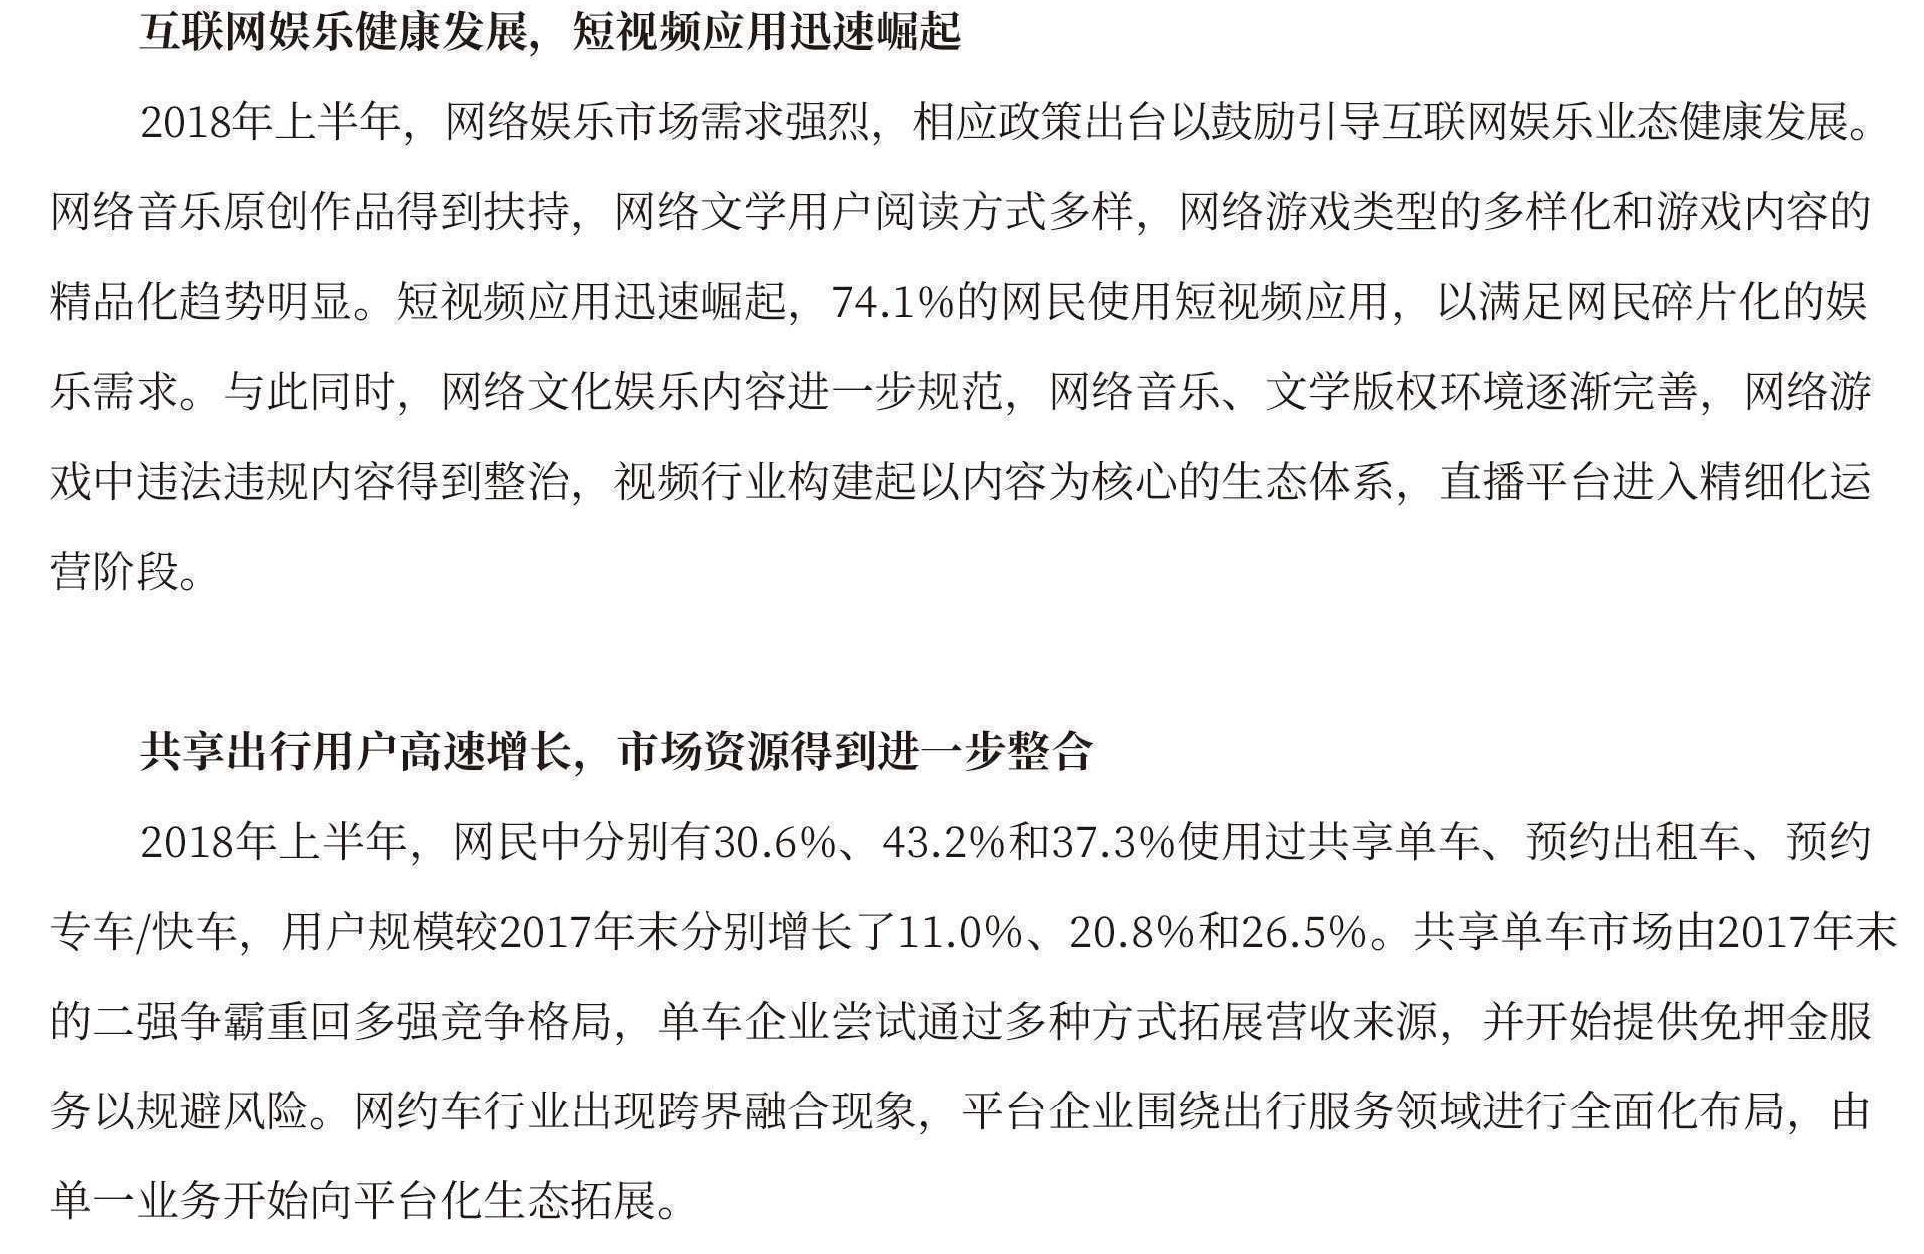 互联网娱乐健康发展，短视频应用迅速崛起
2018年上半年，网络娱乐市场需求强烈，相应政策出台以鼓励引导互联网娱乐业态健康发展。
网络音乐原创作品得到扶持，网络文学用户阅读方式多样，网络游戏类型的多样化和游戏内容的
精品化趋势明显。短视频应用迅速崛起，74.1%的网民使用短视频应用，以满足网民碎片化的娱
乐需求。与此同时，网络文化娱乐内容进一步规范，网络音乐、文学版权环境逐渐完善，网络游
戏中违法违规内容得到整治，视频行业构建起以内容为核心的生态体系，直播平台进入精细化运
营阶段。
共享出行用户高速增长，市场资源得到进一步整合
2018年上半年，网民中分别有30.6%、43.2%和37.3%使用过共享单车、预约出租车、预约
专车/快车，用户规模较2017年末分别增长了11.0%、20.8%和26.5%。共享单车市场由2017年末
的二强争霸重回多强竞争格局，单车企业尝试通过多种方式拓展营收来源，并开始提供免押金服
务以规避风险。网约车行业出现跨界融合现象，平台企业围绕出行服务领域进行全面化布局，由
单一业务开始向平台化生态拓展。